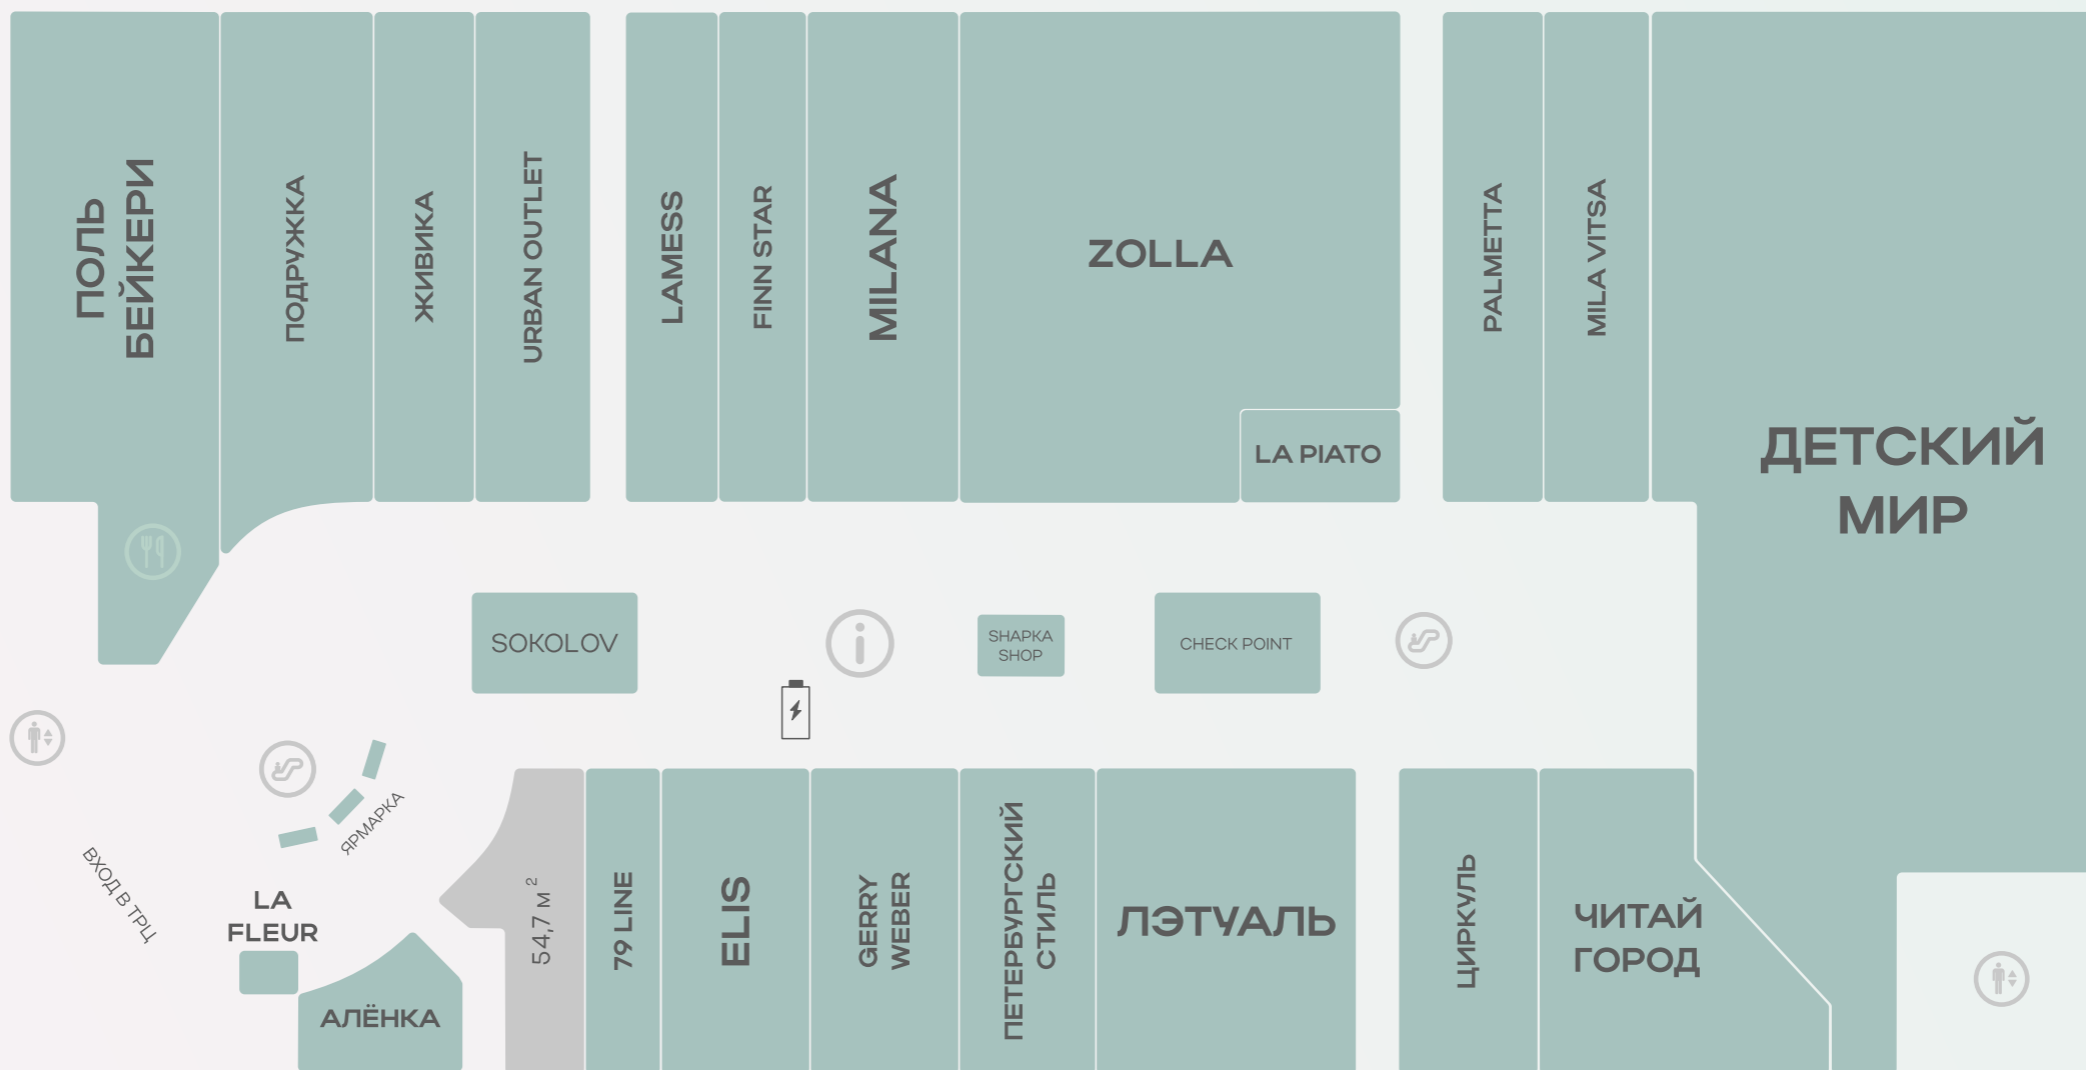 ПОЛЬ
БЕЙКЕРИ
ПОДРУЖКА
ЖИВИКА
URBAN OUTLET
LAMESS
FINN STAR
MILANA
ZOLLA
LA PIATO
PALMETTA
MILA VITSA
ДЕТСКИЙ
МИР
SOKOLOV
SHAPKA
SHOP
CHECK POINT
ЯРМАРКА
ВХОД В ТРЦ
LA
FLEUR
АЛЁНКА
54,7 м ²
79 LINE
ELIS
GERRY
WEBER
ПЕТЕРБУРГСКИЙ
СТИЛЬ
ЛЭТУАЛЬ
ЦИРКУЛЬ
ЧИТАЙ
ГОРОД